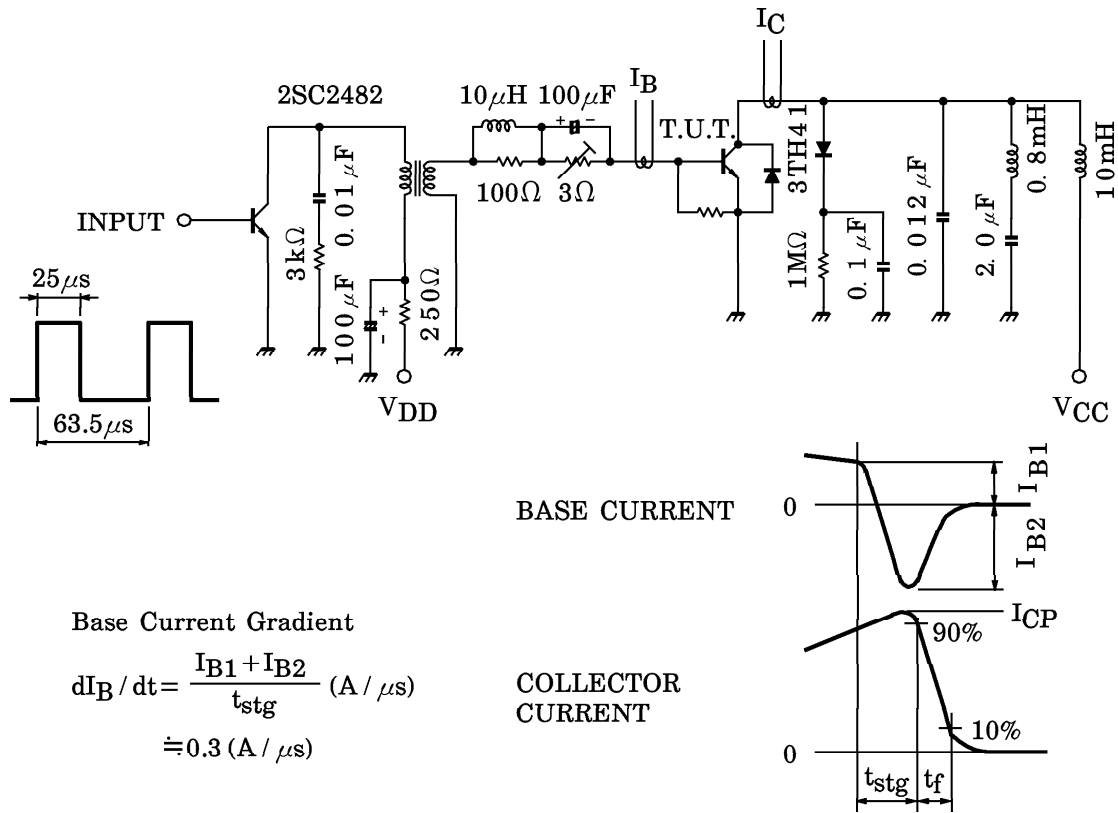 I_C
2SC2482
10μH 100μF
I_B
T.U.T.
100Ω
3Ω
INPUT
0.01μF
3kΩ
100μF
+
-
250Ω
V_DD
+ -
3TH41
1MΩ
0.1μF
0.012μF
2.0μF
0.8mH
10mH
V_CC
25μs
63.5μs
BASE CURRENT
0
I_B1
I_B2
Base Current Gradient
dI_B/dt= (I_B1+I_B2)/t_stg (A/μs)
≒0.3 (A/μs)
COLLECTOR
CURRENT
I_CP
90%
10%
0
t_stg t_f